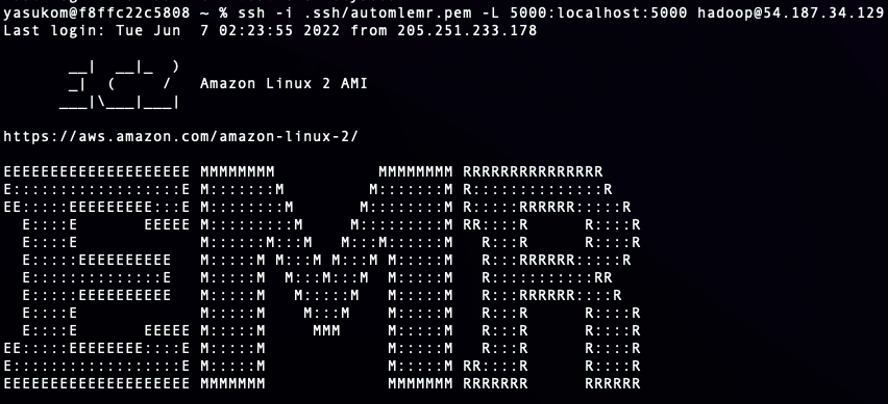 yasukom@f8ffc22c5808 ~ % ssh -i .ssh/automlemr.pem -L 5000:localhost:5000 hadoop@54.187.34.129
Last login: Tue Jun  7 02:23:55 2022 from 205.251.233.178

       __|  __|_  )
       _|  (     /   Amazon Linux 2 AMI
      ___|\___|___|

https://aws.amazon.com/amazon-linux-2/

EEEEEEEEEEEEEEEEEEEE MMMMMMMM           MMMMMMMM RRRRRRRRRRRRRRR
E::::::::::::::::::E M:::::::M         M:::::::M R::::::::::::::R
EE:::::EEEEEEEEE:::E M::::::::M       M::::::::M R:::::RRRRRR:::::R
  E::::E       EEEEE M:::::::::M     M:::::::::M RR::::R      R::::R
  E::::E             M::::::M:::M   M:::M::::::M   R:::R      R::::R
  E:::::EEEEEEEEEE   M:::::M M:::M M:::M M:::::M   R:::RRRRRR:::::R
  E::::::::::::::E   M:::::M  M:::M:::M  M:::::M   R:::::::::::RR
  E:::::EEEEEEEEEE   M:::::M   M:::::M   M:::::M   R:::RRRRRR::::R
  E::::E             M:::::M    M:::M    M:::::M   R:::R      R::::R
  E::::E       EEEEE M:::::M     MMM     M:::::M   R:::R      R::::R
EE:::::EEEEEEEE::::E M:::::M             M:::::M   R:::R      R::::R
E::::::::::::::::::E M:::::M             M:::::M RR::::R      R::::R
EEEEEEEEEEEEEEEEEEEE MMMMMMM             MMMMMMM RRRRRRR      RRRRRR